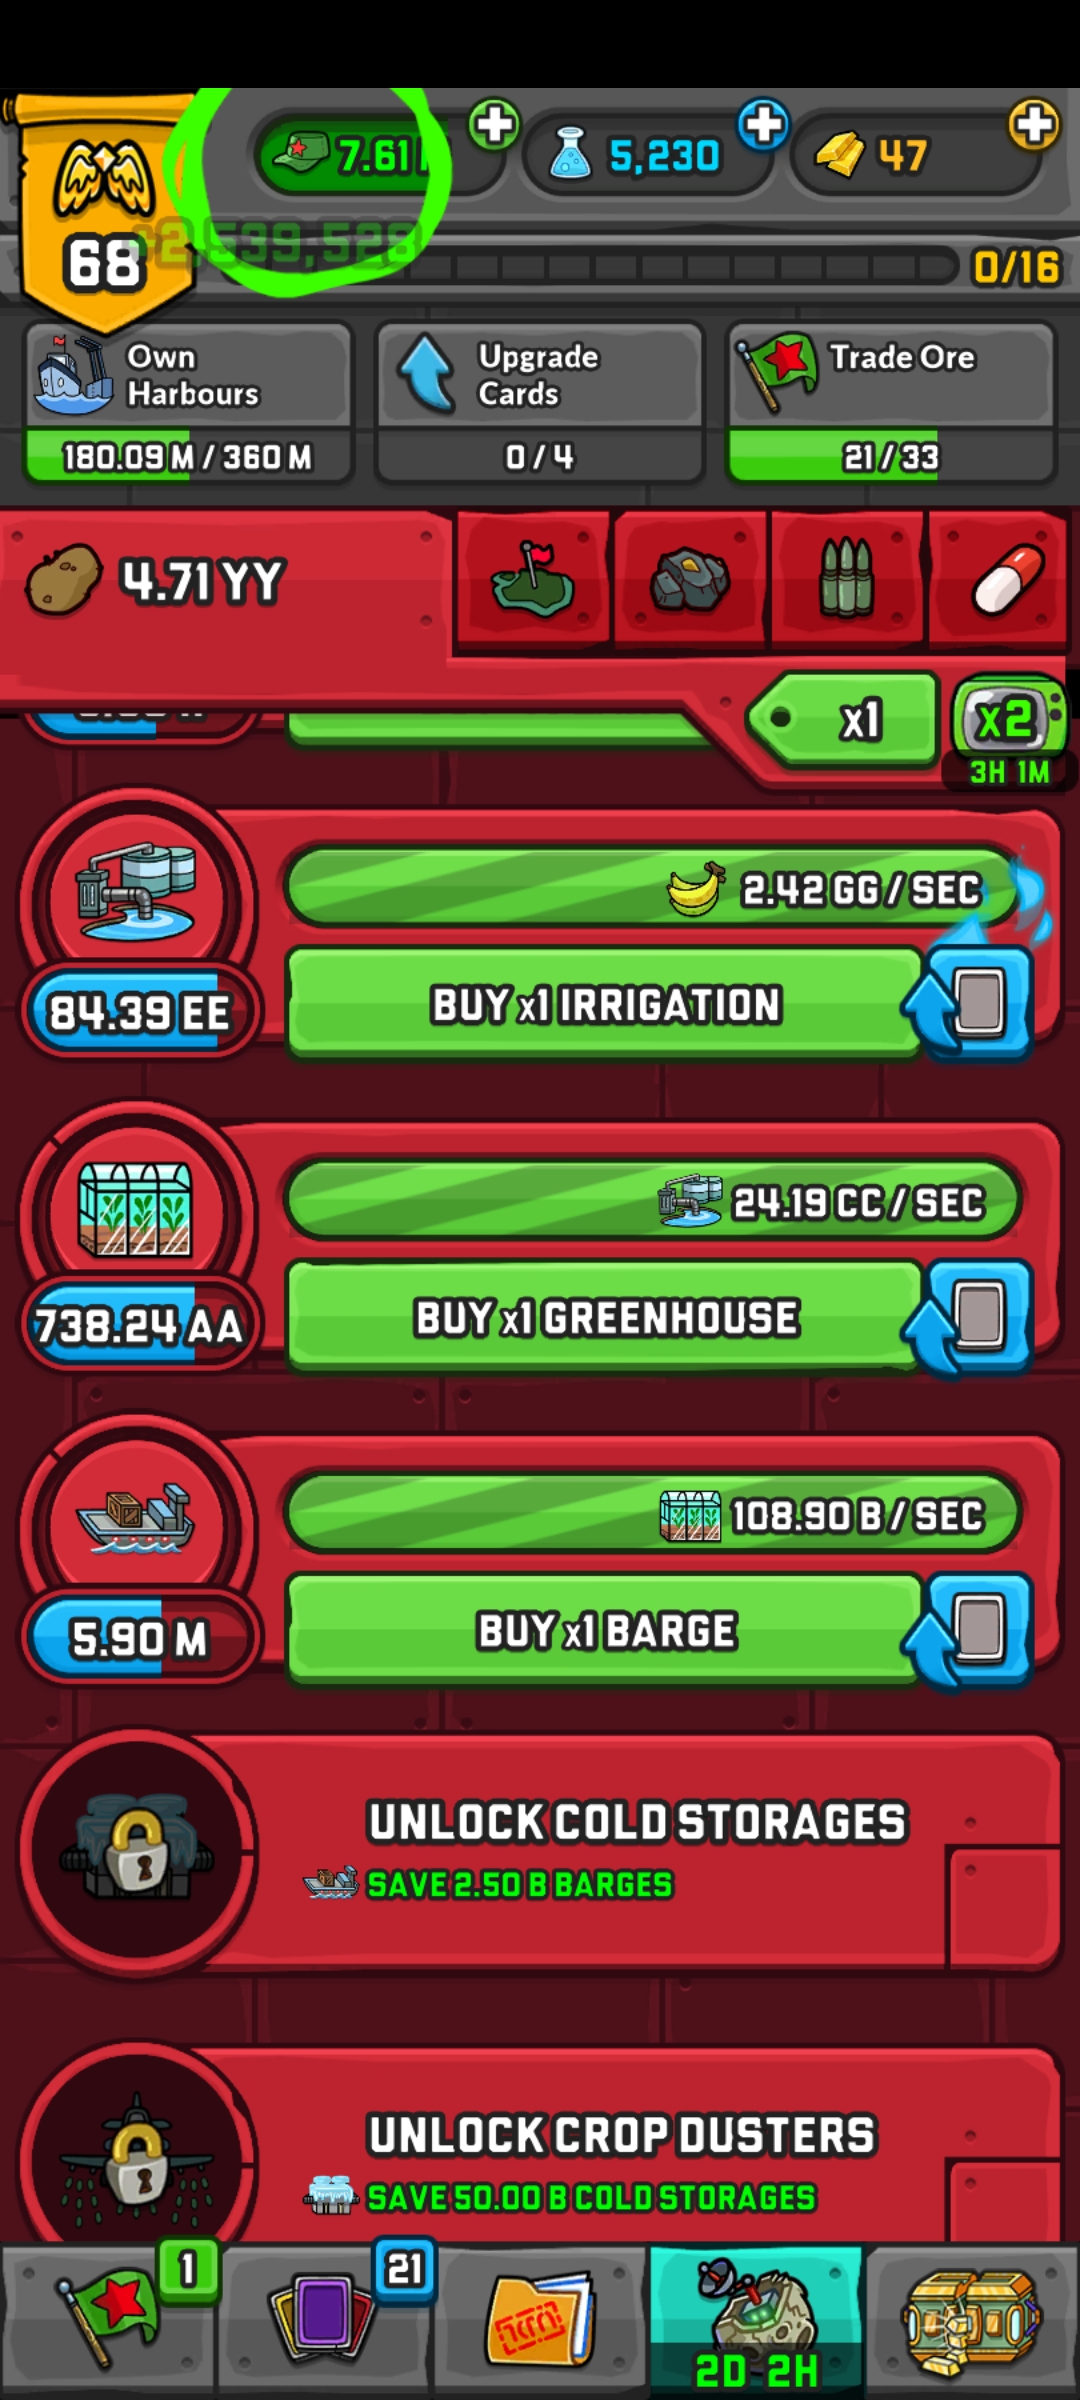 7.61
5,230
47
68
2,539,528
0/16
Own
Harbours
180.09 M / 360 M
Upgrade
Cards
0 / 4
Trade Ore
21 / 33
4.71 YY
x1
x2
3H 1M
2.42 GG / SEC
84.39 EE
BUY x1 IRRIGATION
24.19 CC / SEC
738.24 AA
BUY x1 GREENHOUSE
108.90 B / SEC
5.90 M
BUY x1 BARGE
UNLOCK COLD STORAGES
SAVE 2.50 B BARGES
UNLOCK CROP DUSTERS
SAVE 50.00 B COLD STORAGES
1
21
2D 2H